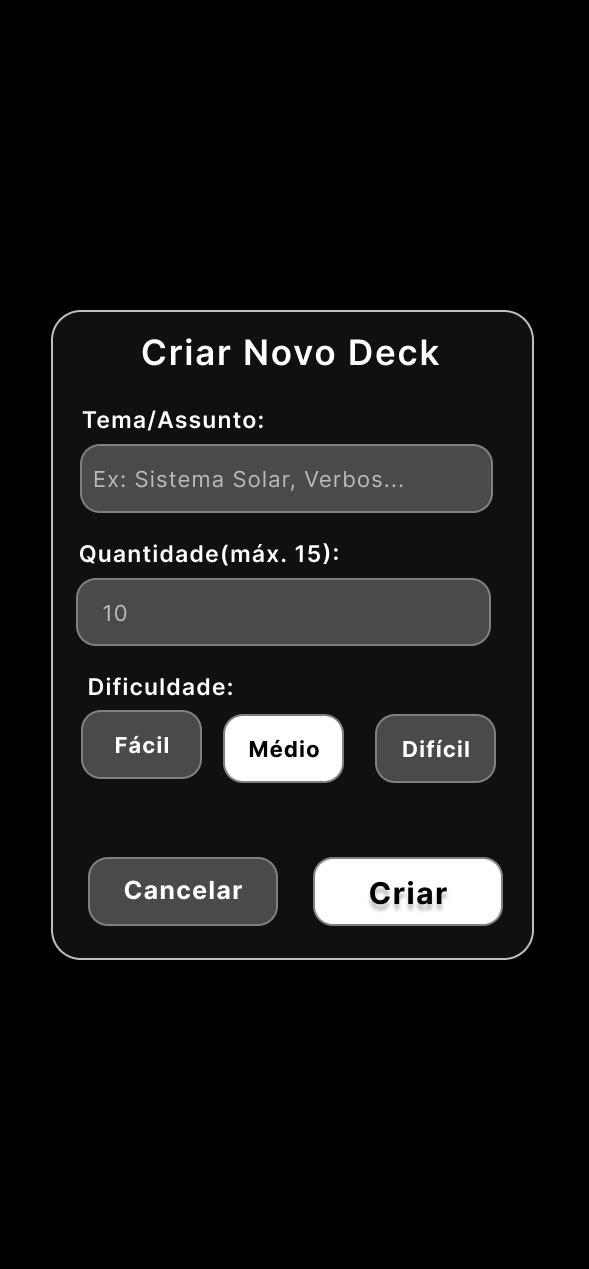 Criar Novo Deck
Tema/Assunto:
Ex: Sistema Solar, Verbos...
Quantidade(máx. 15):
10
Dificuldade:
Fácil Médio Difícil
Cancelar Criar